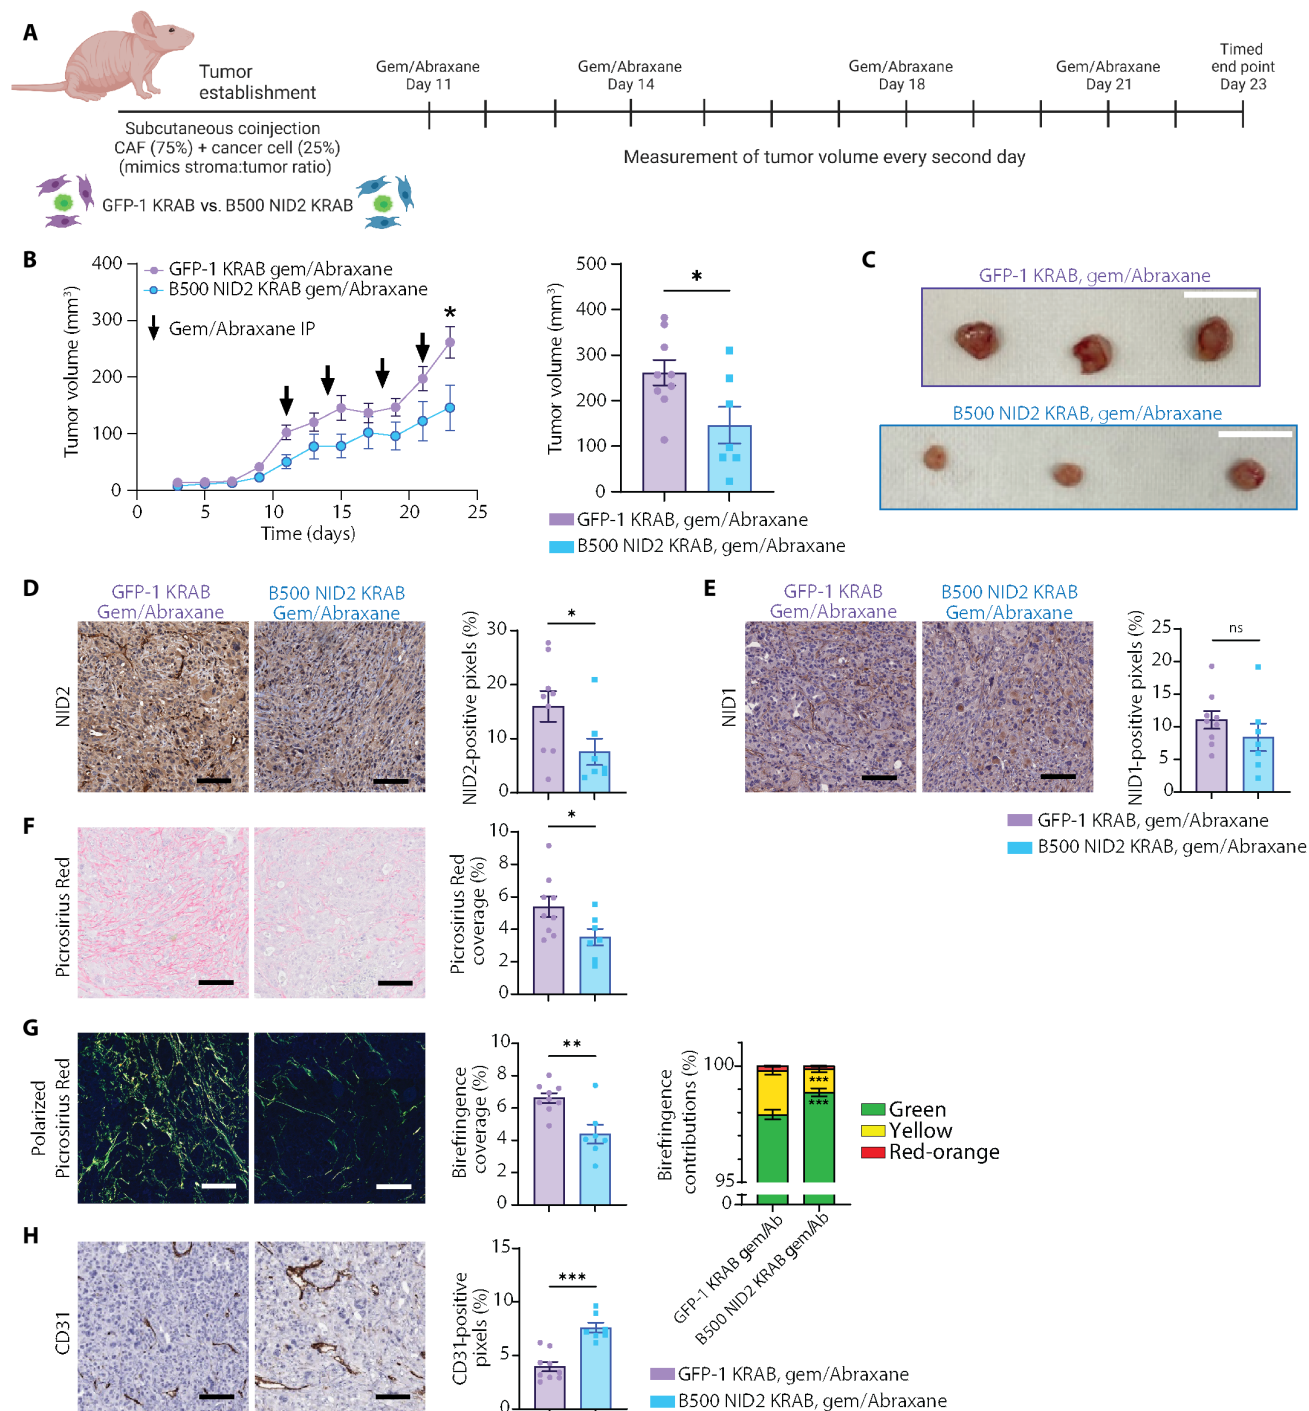 A
Tumor
establishment
Gem/Abraxane
Day 11
Gem/Abraxane
Day 14
Gem/Abraxane
Day 18
Gem/Abraxane
Day 21
Timed
end point
Day 23
Subcutaneous coinjection
CAF (75%) + cancer cell (25%)
(mimics stroma:tumor ratio)
Measurement of tumor volume every second day
GFP-1 KRAB vs. B500 NID2 KRAB
B
Tumor volume (mm³)
400
300
200
100
0
0 5 10 15 20 25
Time (days)
GFP-1 KRAB gem/Abraxane
B500 NID2 KRAB gem/Abraxane
Gem/Abraxane IP
*
Tumor volume (mm³)
500
400
300
200
100
0
*
GFP-1 KRAB, gem/Abraxane
B500 NID2 KRAB, gem/Abraxane
C
GFP-1 KRAB, gem/Abraxane
B500 NID2 KRAB, gem/Abraxane
D
GFP-1 KRAB
Gem/Abraxane
B500 NID2 KRAB
Gem/Abraxane
NID2
NID2-positive pixels (%)
30
20
10
0
*
E
GFP-1 KRAB
Gem/Abraxane
B500 NID2 KRAB
Gem/Abraxane
NID1
NID1-positive pixels (%)
25
20
15
10
5
0
ns
GFP-1 KRAB, gem/Abraxane
B500 NID2 KRAB, gem/Abraxane
F
Picrosirius Red
Picrosirius Red
coverage (%)
10
8
6
4
2
0
*
G
Polarized
Picrosirius Red
Birefringence
coverage (%)
10
8
6
4
2
0
**
Birefringence
contributions (%)
100
95
0
***
***
GFP-1 KRAB gem/Ab
B500 NID2 KRAB gem/Ab
Green
Yellow
Red-orange
H
CD31
CD31-positive
pixels (%)
15
10
5
0
***
GFP-1 KRAB, gem/Abraxane
B500 NID2 KRAB, gem/Abraxane